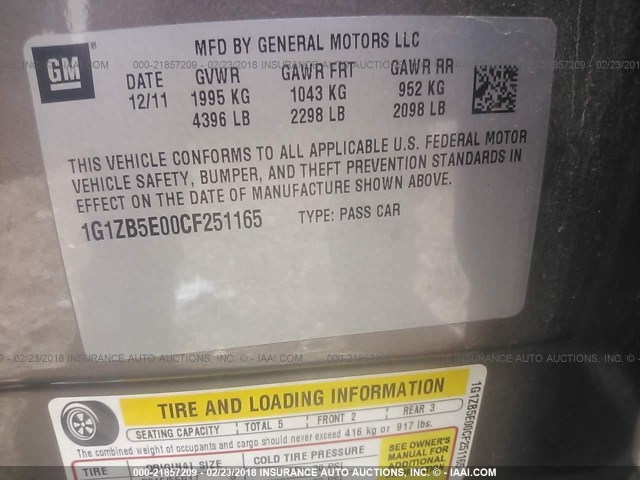 GM
MFD BY GENERAL MOTORS LLC
000-21857209 - 02/23/2018 INSURANCE AUTO AUCTIONS, INC. - © - IAAI.COM
DATE GVWR GAWR FRT GAWR RR
12/11 1995 KG 1043 KG 952 KG
4396 LB 2298 LB 2098 LB
THIS VEHICLE CONFORMS TO ALL APPLICABLE U.S. FEDERAL MOTOR
VEHICLE SAFETY, BUMPER, AND THEFT PREVENTION STANDARDS IN
EFFECT ON THE DATE OF MANUFACTURE SHOWN ABOVE.
1G1ZB5E00CF251165 TYPE: PASS CAR
TIRE AND LOADING INFORMATION
SEATING CAPACITY TOTAL 5 FRONT 2 REAR 3
The combined weight of occupants and cargo should never exceed 416 kg or 917 lbs.
TIRE ORIGINAL SIZE COLD TIRE PRESSURE
SEE OWNER'S
MANUAL FOR
ADDITIONAL
1G1ZB5E00CF251165